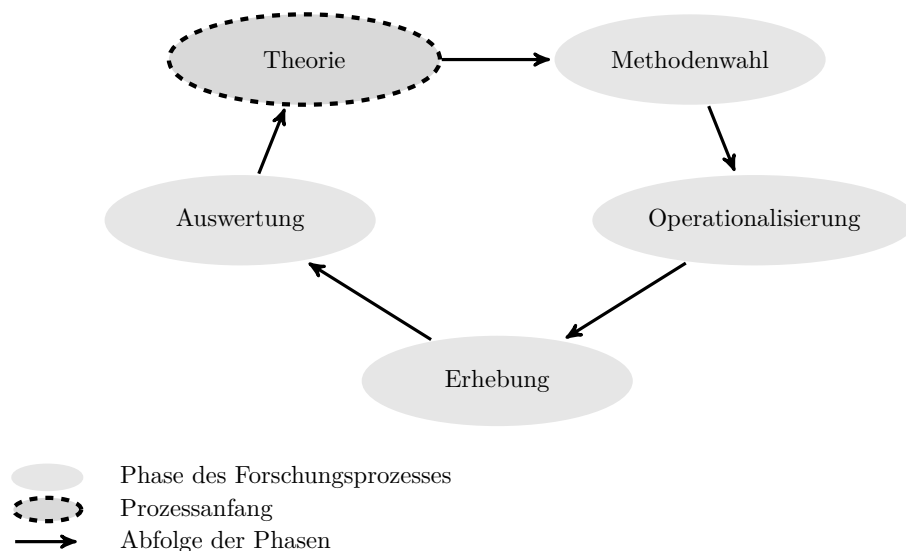 Theorie
Methodenwahl
Auswertung
Operationalisierung
Erhebung
Phase des Forschungsprozesses
Prozessanfang
Abfolge der Phasen